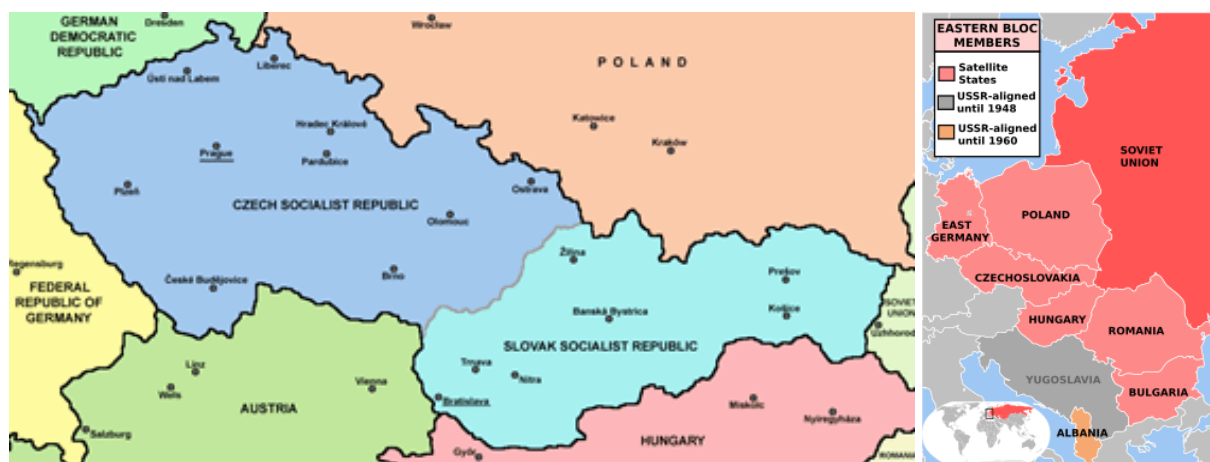 GERMAN
DEMOCRATIC
REPUBLIC
Dresden
Wrocław
Liberec
Ústí nad Labem
POLAND
Hradec Králové
Katowice
Prague
Pardubice
Kraków
Plzeň
Ostrava
CZECH SOCIALIST REPUBLIC
Olomouc
Regensburg
Žilina
Brno
České Budějovice
Prešov
FEDERAL
REPUBLIC OF
GERMANY
Banská Bystrica
Košice
SOVIET
UNION
Uzhhorod
SLOVAK SOCIALIST REPUBLIC
Trnava
Nitra
Linz
Vienna
Wels
Bratislava
AUSTRIA
Miskolc
Nyíregyháza
Salzburg
HUNGARY
Győr
ROMANIA
EASTERN BLOC
MEMBERS
Satellite
States
USSR-aligned
until 1948
USSR-aligned
until 1960
SOVIET
UNION
POLAND
EAST
GERMANY
CZECHOSLOVAKIA
HUNGARY
ROMANIA
YUGOSLAVIA
BULGARIA
ALBANIA